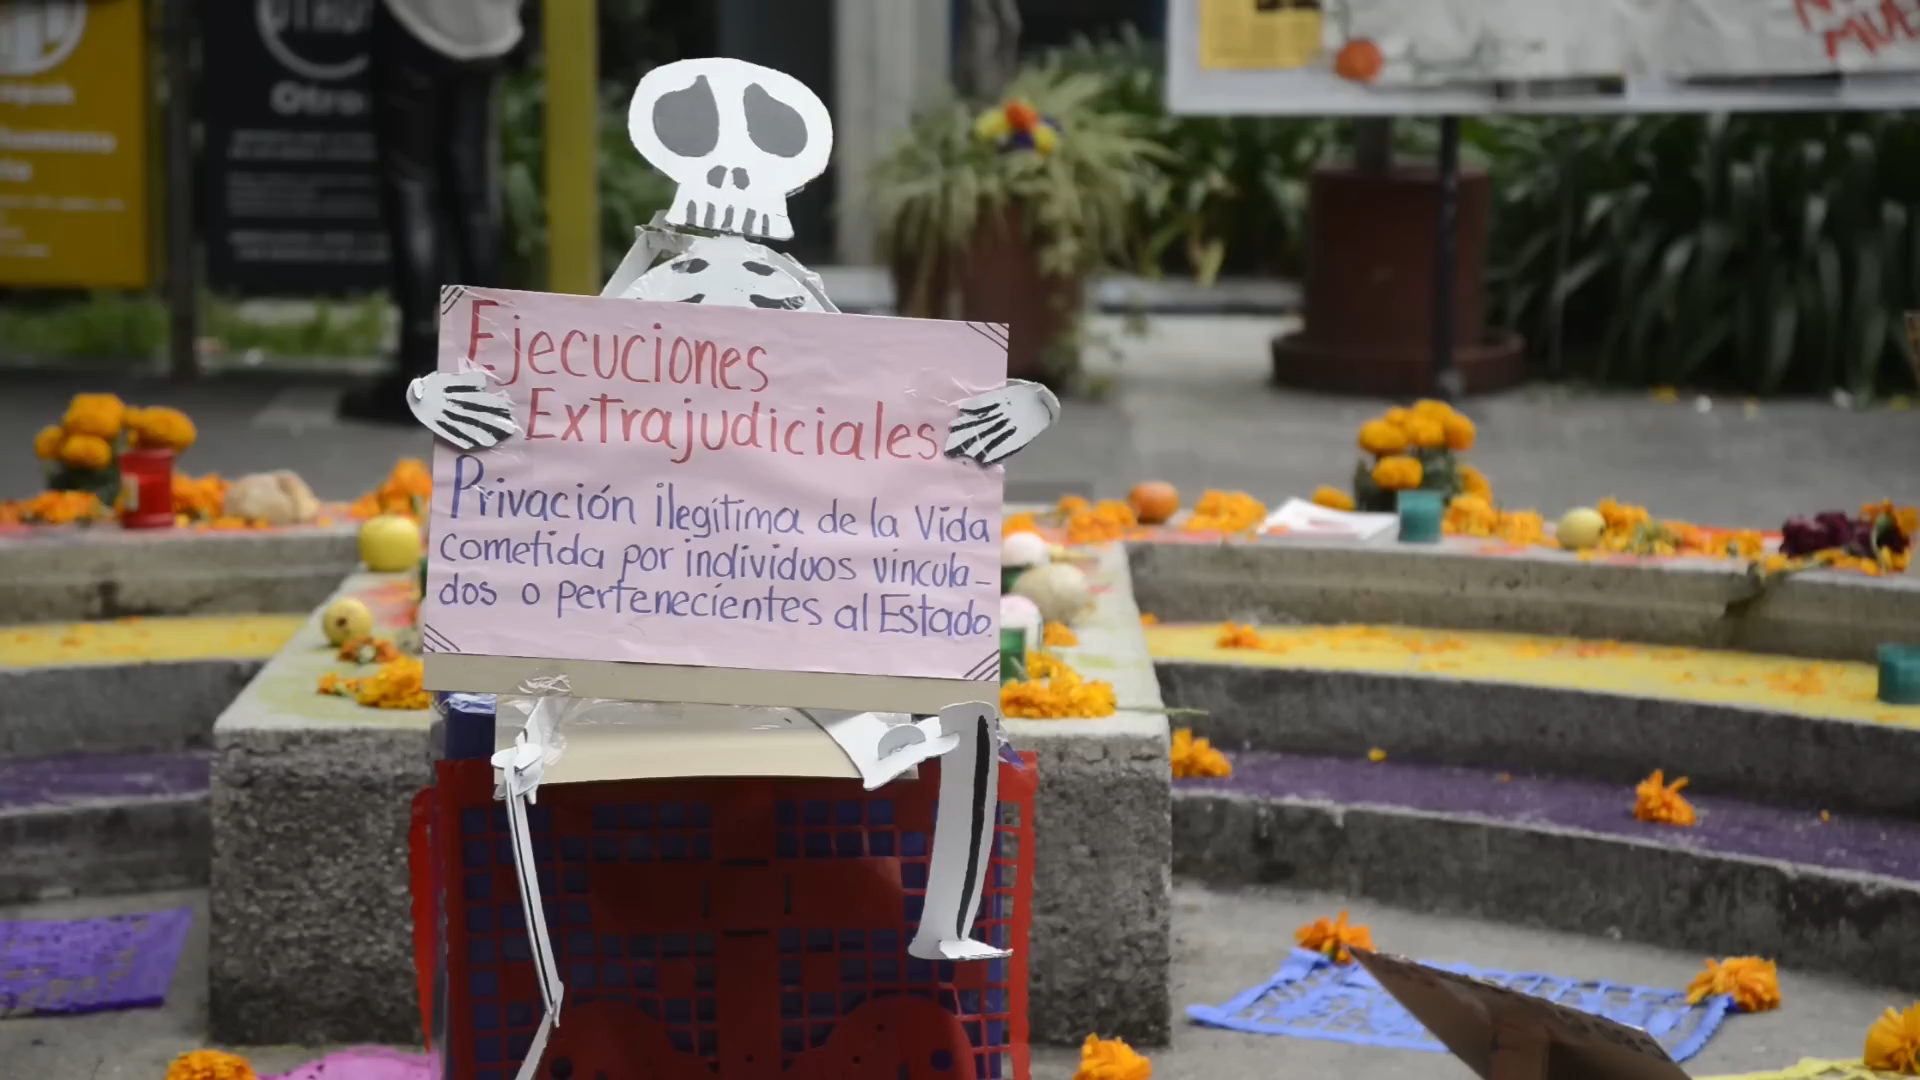 Ejecuciones
Extrajudiciales
Privación ilegítima de la Vida
cometida por individuos vincula-
dos o pertenecientes al Estado.